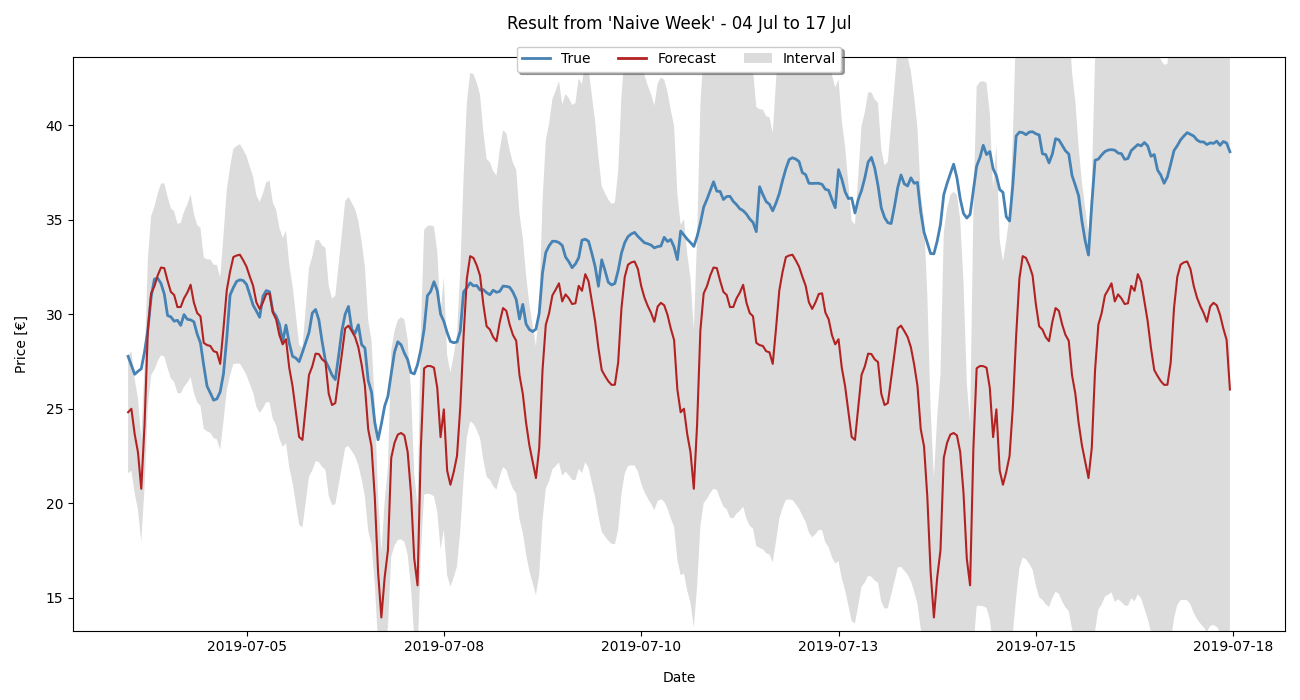 Result from 'Naive Week' - 04 Jul to 17 Jul
True Forecast Interval
Price [€]
40
35
30
25
20
15
2019-07-05 2019-07-08 2019-07-10 2019-07-13 2019-07-15 2019-07-18
Date